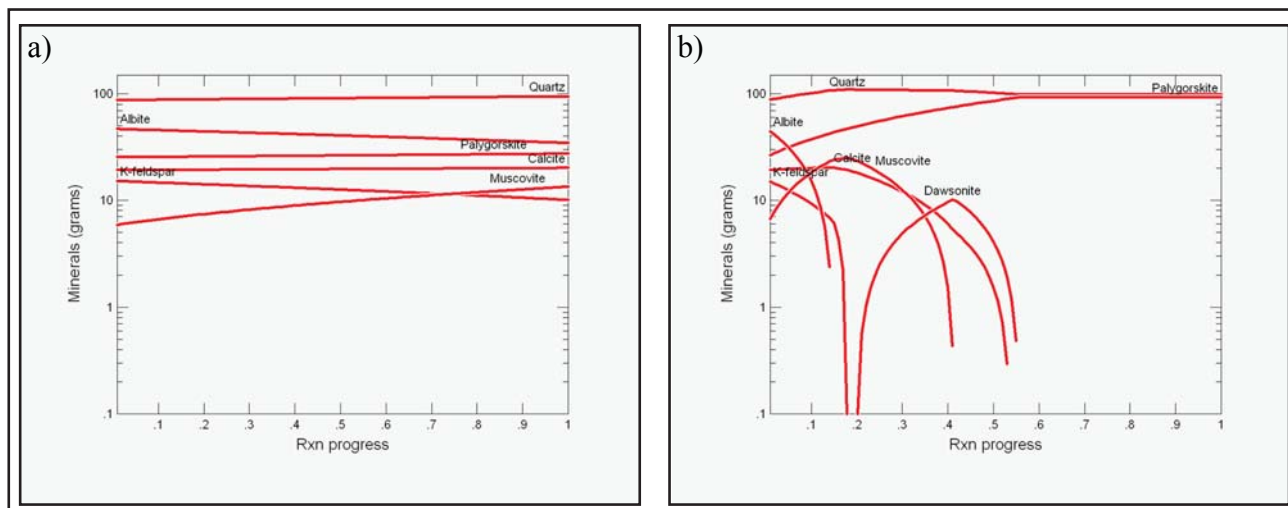 a)
Minerals (grams)
100
10
1
.1
Quartz
Albite
Palygorskite
Calcite
K-feldspar
Muscovite
.1 .2 .3 .4 .5 .6 .7 .8 .9 1
Rxn progress
b)
Minerals (grams)
100
10
1
.1
Quartz
Palygorskite
Albite
Calcite
Muscovite
K-feldspar
Dawsonite
.1 .2 .3 .4 .5 .6 .7 .8 .9 1
Rxn progress